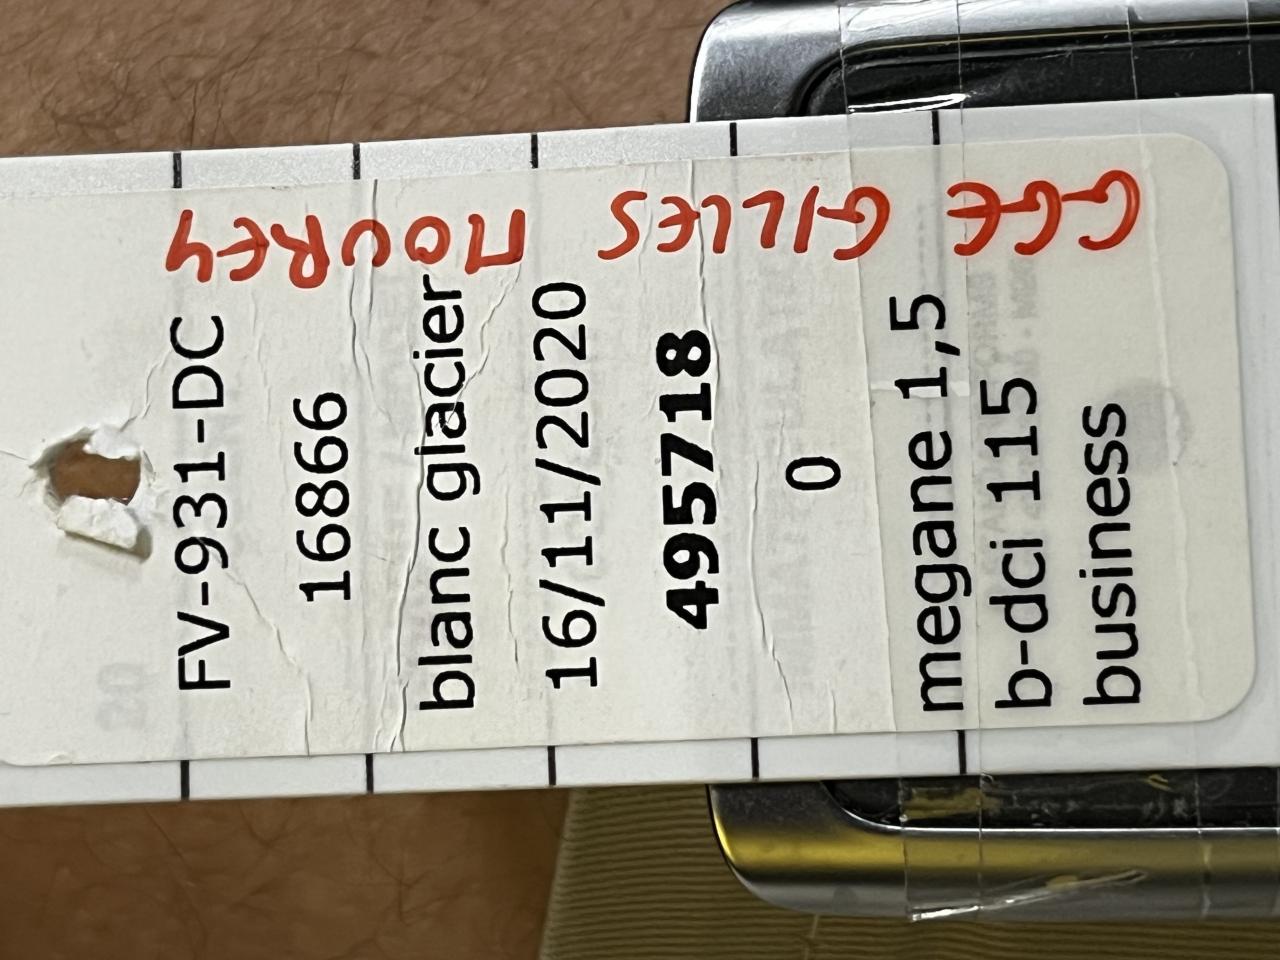 FV-931-DC
16866
blanc glacier
16/11/2020
495718
0
megane 1,5
b-dci 115
business
GGE GILLES MOUREY